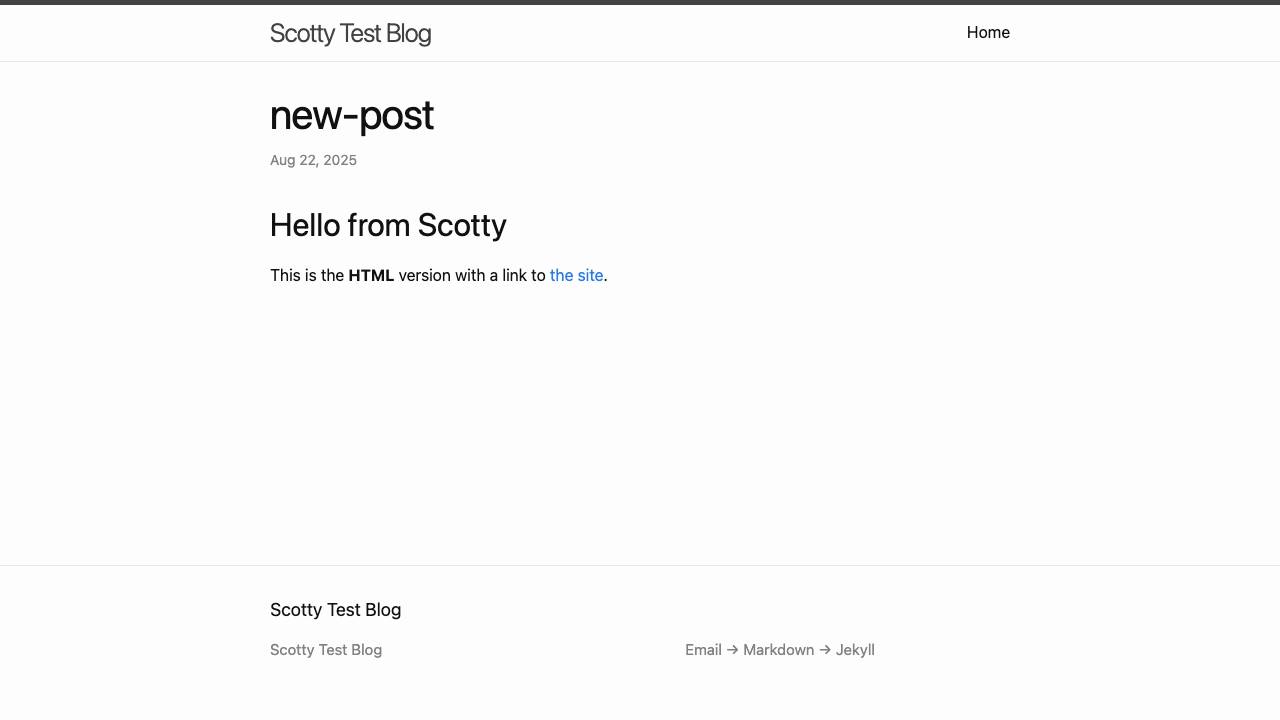 Scotty Test Blog
Home
new-post
Aug 22, 2025
Hello from Scotty
This is the HTML version with a link to the site.
Scotty Test Blog
Scotty Test Blog
Email → Markdown → Jekyll